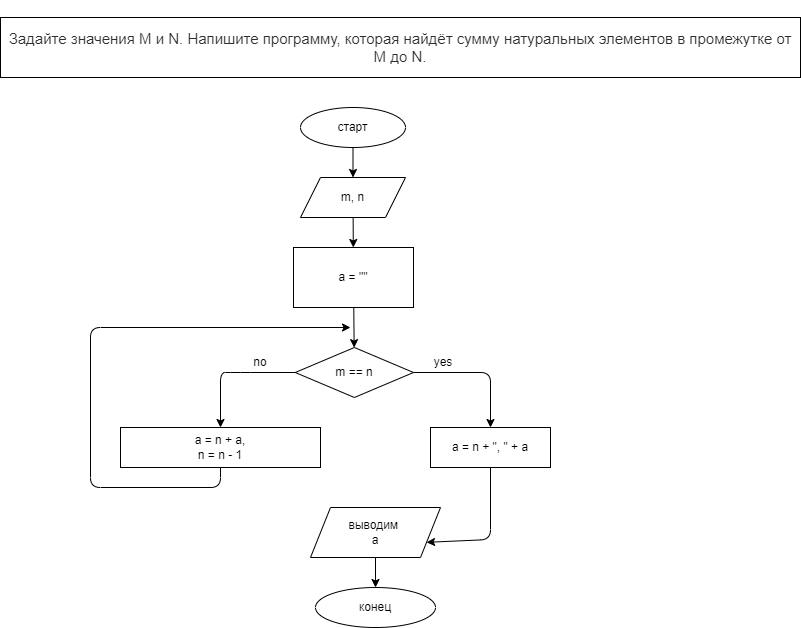 Задайте значения M и N. Напишите программу, которая найдёт сумму натуральных элементов в промежутке от
M до N.
старт
m, n
a = ""
no
yes
m == n
a = n + a,
n = n - 1
a = n + ", " + a
выводим
a
конец